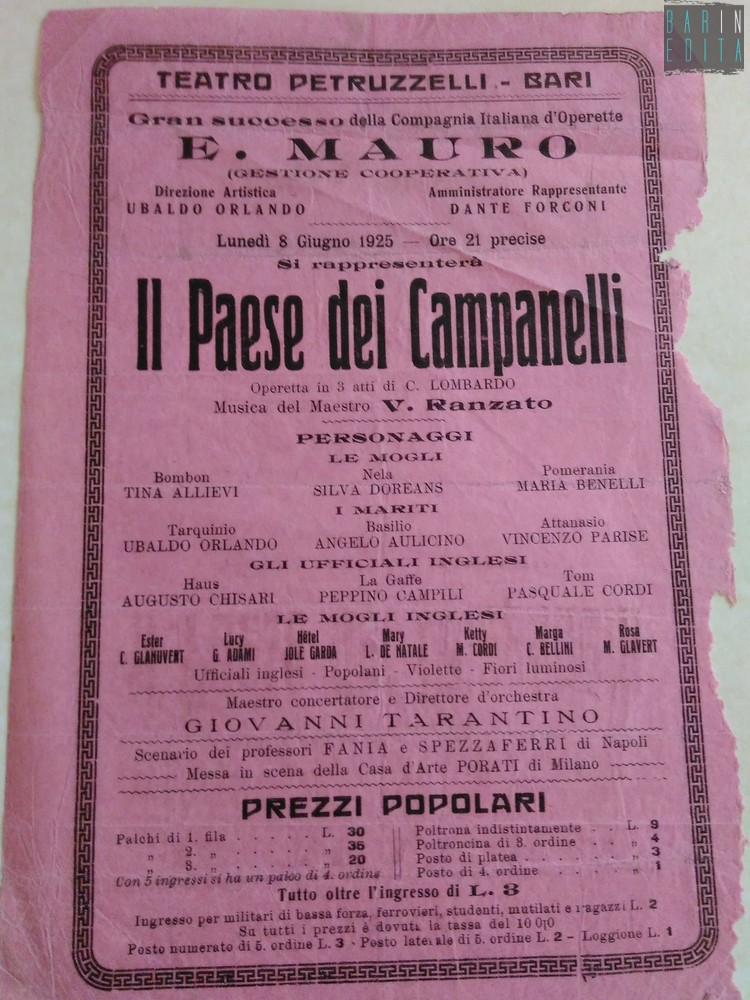 BARIN
EDITA
TEATRO PETRUZZELLI - BARI
Gran successo della Compagnia Italiana d'Operette
E. MAURO
(GESTIONE COOPERATIVA)
Direzione Artistica Amministratore Rappresentante
UBALDO ORLANDO DANTE FORCONI
Lunedì 8 Giugno 1925 — Ore 21 precise
Si rappresenterà
Il Paese dei Campanelli
Operetta in 3 atti di C. LOMBARDO
Musica del Maestro V. Ranzato
PERSONAGGI
LE MOGLI
Bombon Nela Pomerania
TINA ALLIEVI SILVA DOREANS MARIA BENELLI
I MARITI
Tarquinio Basilio Attanasio
UBALDO ORLANDO ANGELO AULICINO VINCENZO PARISE
GLI UFFICIALI INGLESI
Haus La Gaffe Tom
AUGUSTO CHISARI PEPPINO CAMPILI PASQUALE CORDI
LE MOGLI INGLESI
Ester Lucy Hôtel Mary Ketty Marga Rosa
C. GLANUVERT G. ADAMI JOLE GARDA L. DE NATALE M. CORDI C. BELLINI M. GLAVERT
Ufficiali inglesi - Popolani - Violette - Fiori luminosi
Maestro concertatore e Direttore d'orchestra
GIOVANNI TARANTINO
Scenario dei professori FANIA e SPEZZAFERRI di Napoli
Messa in scena della Casa d'Arte PORATI di Milano
PREZZI POPOLARI
Palchi di 1. fila . . . . . L. 30
„ 2. „ . . . . . „ 35
„ 3. „ . . . . . „ 20
Con 5 ingressi si ha un palco di 4. ordine
Poltrona indistintamente . . L. 9
Poltroncina di 3. ordine . . „ 4
Posto di platea . . . . . „ 3
Posto di 4. ordine . . . . „ 1
Tutto oltre l'ingresso di L. 3
Ingresso per militari di bassa forza, ferrovieri, studenti, mutilati e ragazzi L. 2
Su tutti i prezzi è dovuta la tassa del 10 0|0
Posto numerato di 5. ordine L. 3 - Posto laterale di 5. ordine L. 2 - Loggione L. 1